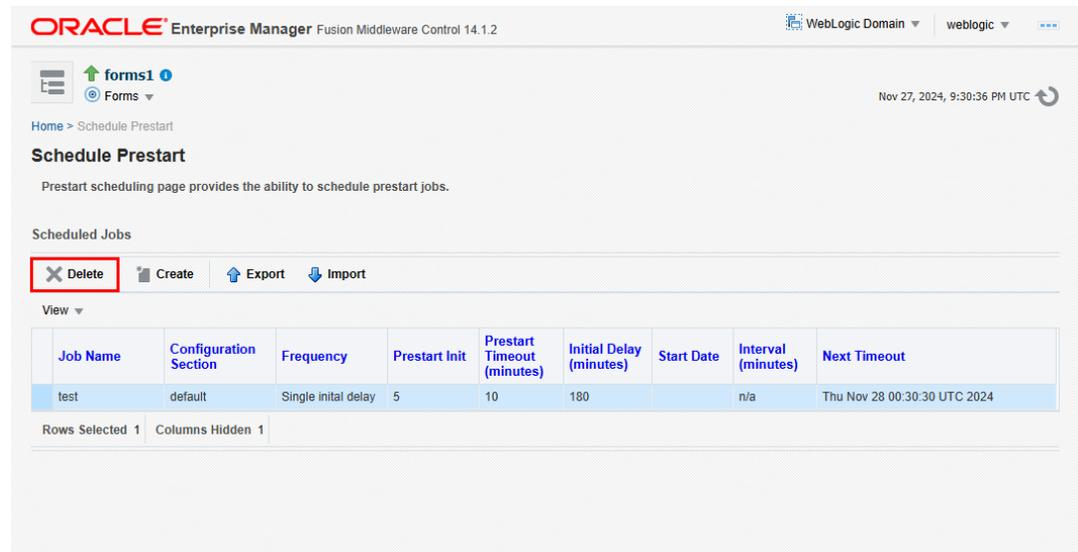 ORACLE Enterprise Manager Fusion Middleware Control 14.1.2 WebLogic Domain weblogic
forms1
Forms
Nov 27, 2024, 9:30:36 PM UTC
Home > Schedule Prestart
Schedule Prestart
Prestart scheduling page provides the ability to schedule prestart jobs.
Scheduled Jobs
Delete Create Export Import
View
Job Name Configuration Section Frequency Prestart Init Prestart Timeout (minutes) Initial Delay (minutes) Start Date Interval (minutes) Next Timeout
test default Single inital delay 5 10 180 n/a Thu Nov 28 00:30:30 UTC 2024
Rows Selected 1 Columns Hidden 1